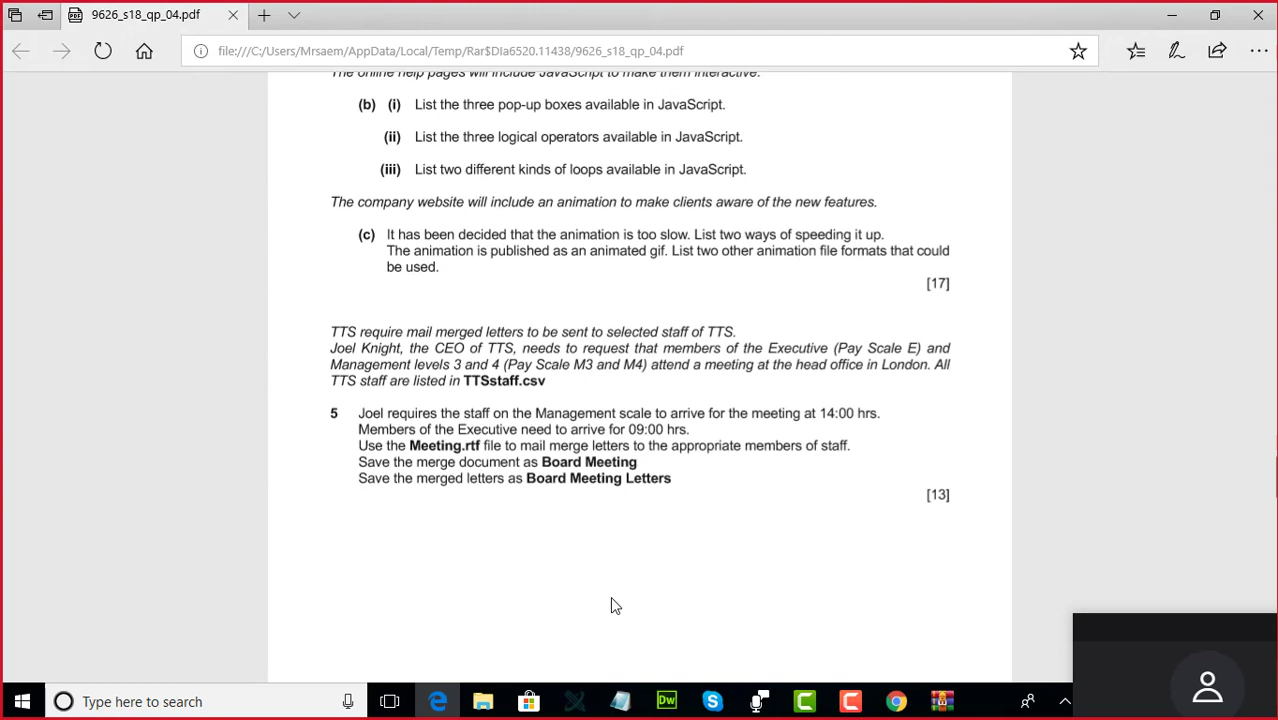 9626_s18_qp_04.pdf
file:///C:/Users/Mrsaem/AppData/Local/Temp/Rar$DIa6520.11438/9626_s18_qp_04.pdf
The online help pages will include JavaScript to make them interactive.
(b) (i) List the three pop-up boxes available in JavaScript.
(ii) List the three logical operators available in JavaScript.
(iii) List two different kinds of loops available in JavaScript.
The company website will include an animation to make clients aware of the new features.
(c) It has been decided that the animation is too slow. List two ways of speeding it up.
The animation is published as an animated gif. List two other animation file formats that could
be used.
[17]
TTS require mail merged letters to be sent to selected staff of TTS.
Joel Knight, the CEO of TTS, needs to request that members of the Executive (Pay Scale E) and
Management levels 3 and 4 (Pay Scale M3 and M4) attend a meeting at the head office in London. All
TTS staff are listed in TTSstaff.csv
5 Joel requires the staff on the Management scale to arrive for the meeting at 14:00 hrs.
Members of the Executive need to arrive for 09:00 hrs.
Use the Meeting.rtf file to mail merge letters to the appropriate members of staff.
Save the merge document as Board Meeting
Save the merged letters as Board Meeting Letters
[13]
Type here to search
Dw